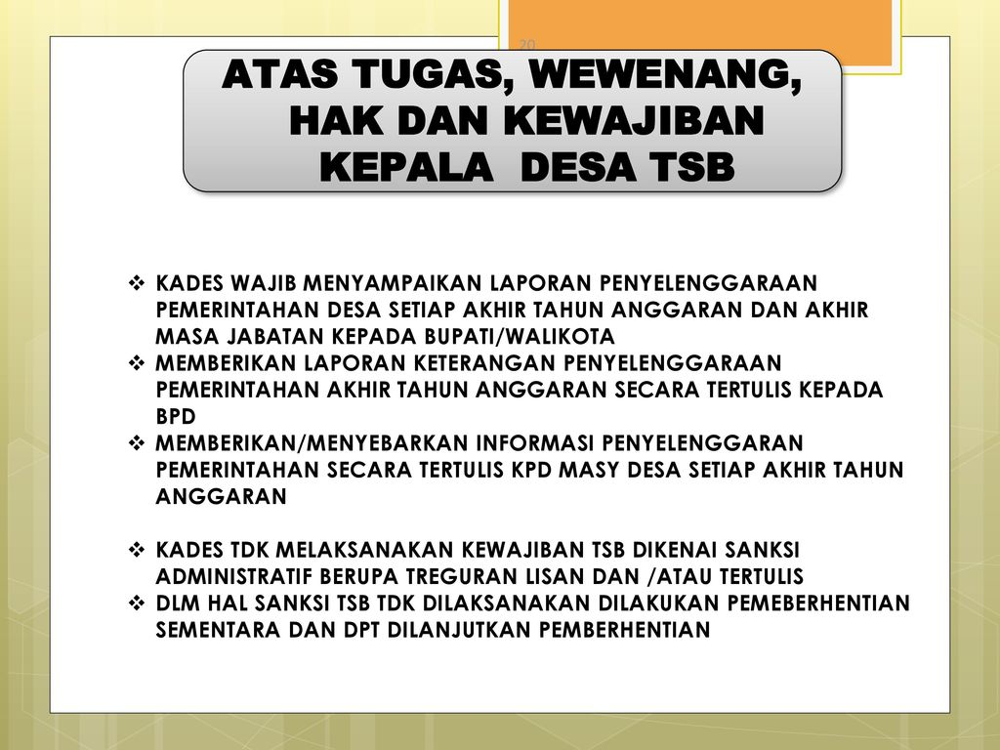 20
ATAS TUGAS, WEWENANG,
HAK DAN KEWAJIBAN
KEPALA DESA TSB
❖ KADES WAJIB MENYAMPAIKAN LAPORAN PENYELENGGARAAN
PEMERINTAHAN DESA SETIAP AKHIR TAHUN ANGGARAN DAN AKHIR
MASA JABATAN KEPADA BUPATI/WALIKOTA
❖ MEMBERIKAN LAPORAN KETERANGAN PENYELENGGARAAN
PEMERINTAHAN AKHIR TAHUN ANGGARAN SECARA TERTULIS KEPADA
BPD
❖ MEMBERIKAN/MENYEBARKAN INFORMASI PENYELENGGARAN
PEMERINTAHAN SECARA TERTULIS KPD MASY DESA SETIAP AKHIR TAHUN
ANGGARAN
❖ KADES TDK MELAKSANAKAN KEWAJIBAN TSB DIKENAI SANKSI
ADMINISTRATIF BERUPA TREGURAN LISAN DAN /ATAU TERTULIS
❖ DLM HAL SANKSI TSB TDK DILAKSANAKAN DILAKUKAN PEMEBERHENTIAN
SEMENTARA DAN DPT DILANJUTKAN PEMBERHENTIAN